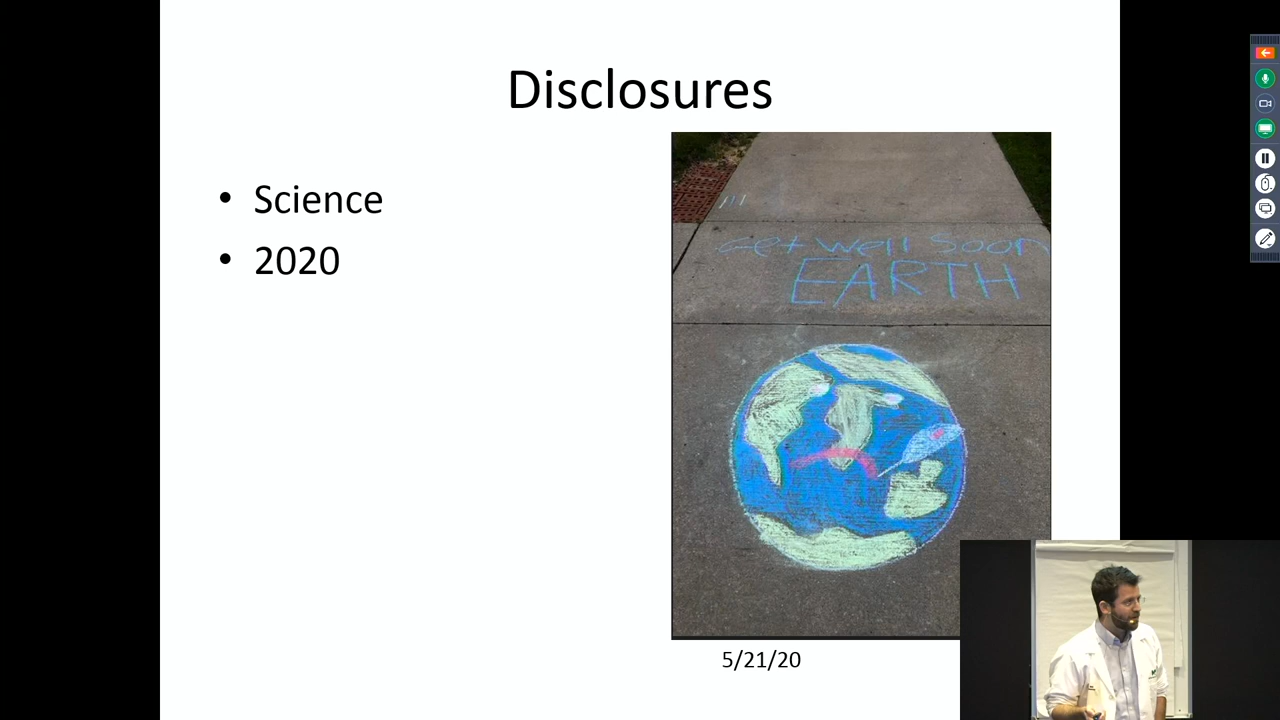 Disclosures
• Science
• 2020
Get well Soon
EARTH
5/21/20